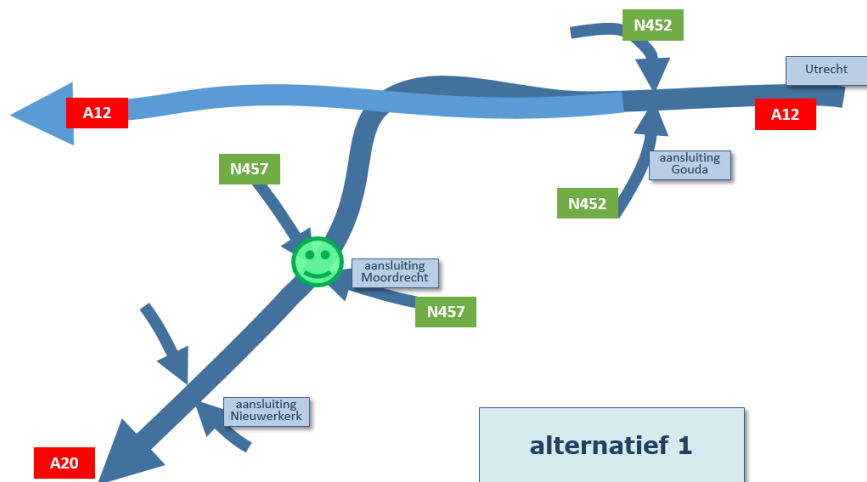 N452
Utrecht
A12
A12
aansluiting
Gouda
N457
N452
aansluiting
Moordrecht
N457
aansluiting
Nieuwerkerk
alternatief 1
A20